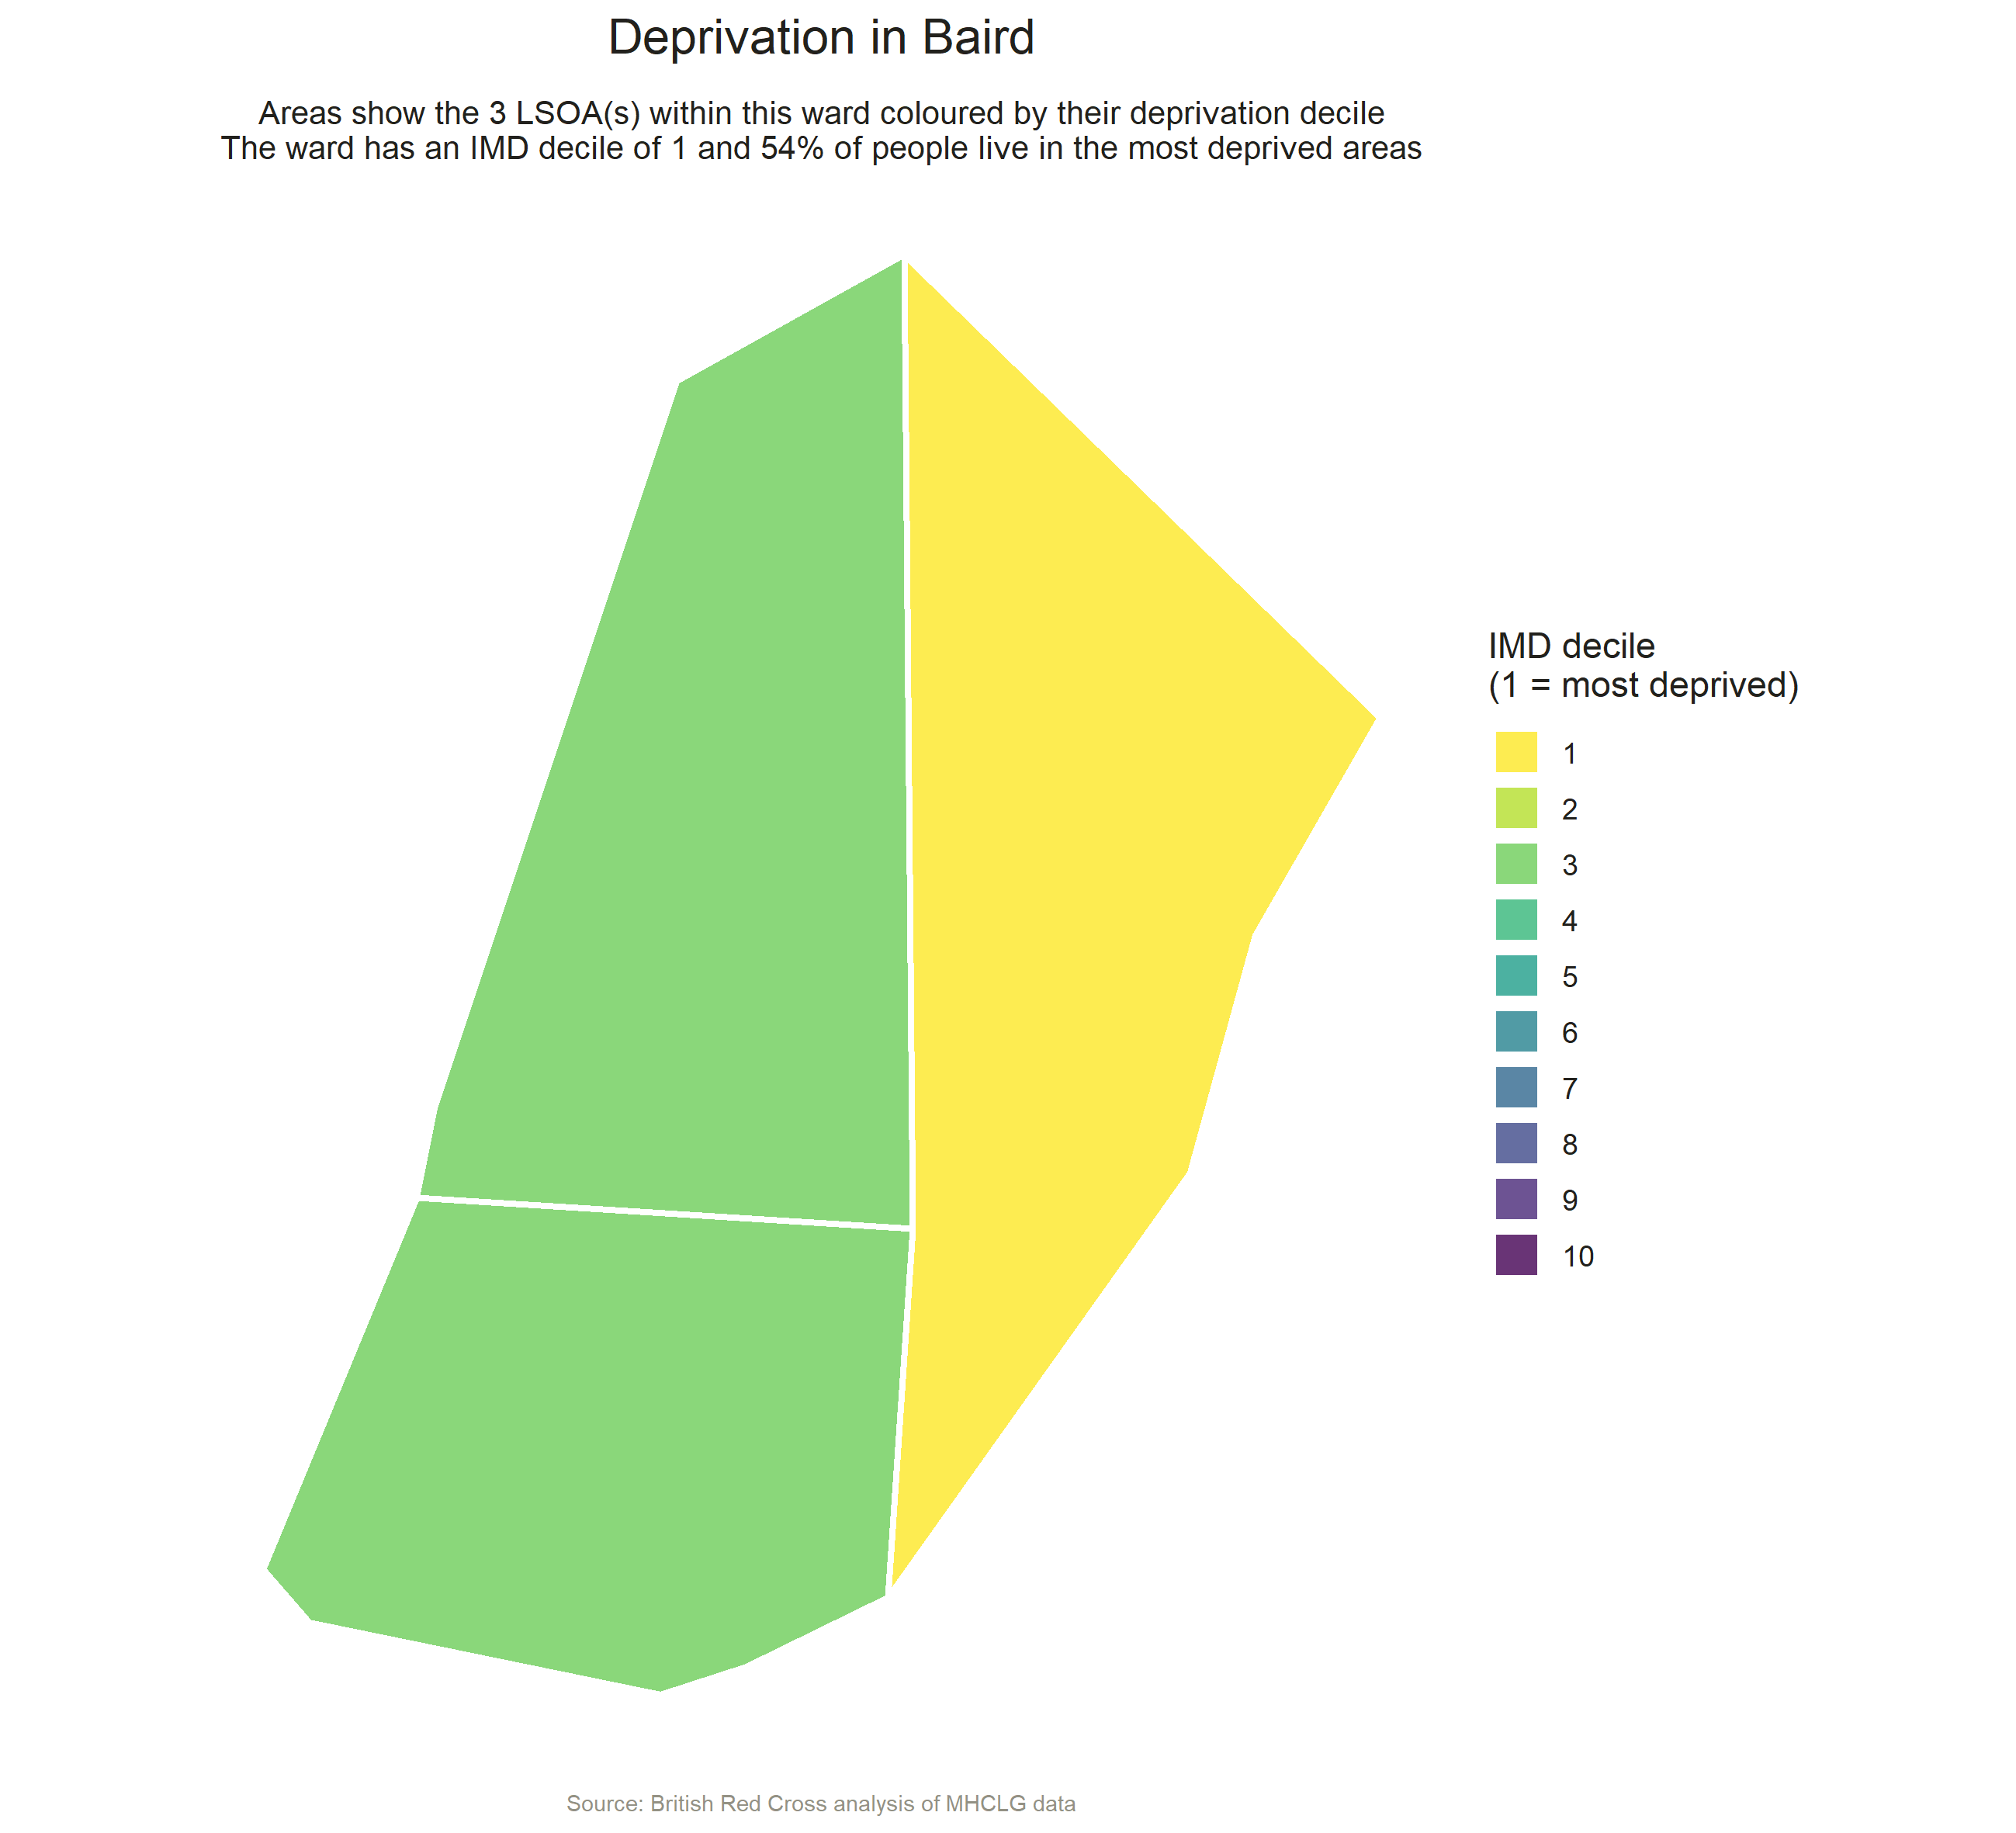 Deprivation in Baird
Areas show the 3 LSOA(s) within this ward coloured by their deprivation decile
The ward has an IMD decile of 1 and 54% of people live in the most deprived areas
IMD decile
(1 = most deprived)
1
2
3
4
5
6
7
8
9
10
Source: British Red Cross analysis of MHCLG data